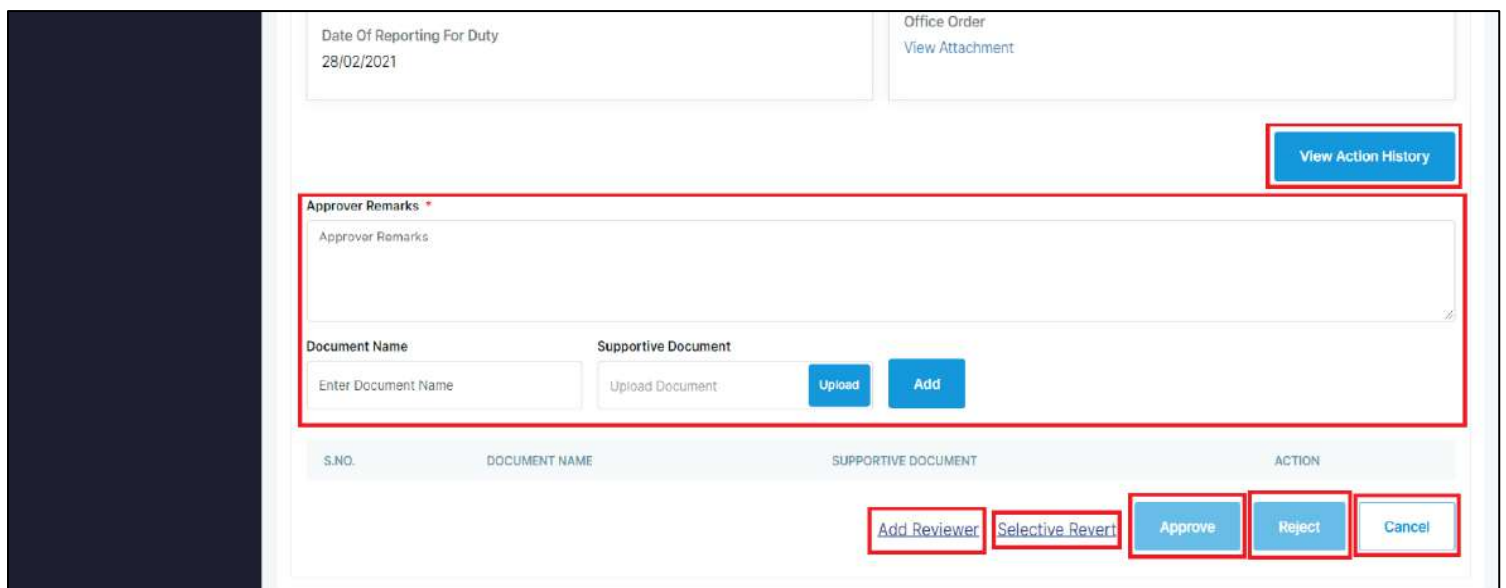 Date Of Reporting For Duty
28/02/2021
Office Order
View Attachment
View Action History
Approver Remarks *
Approver Remarks
Document Name
Supportive Document
Enter Document Name
Upload Document
Upload
Add
S.NO.
DOCUMENT NAME
SUPPORTIVE DOCUMENT
ACTION
Add Reviewer
Selective Revert
Approve
Reject
Cancel